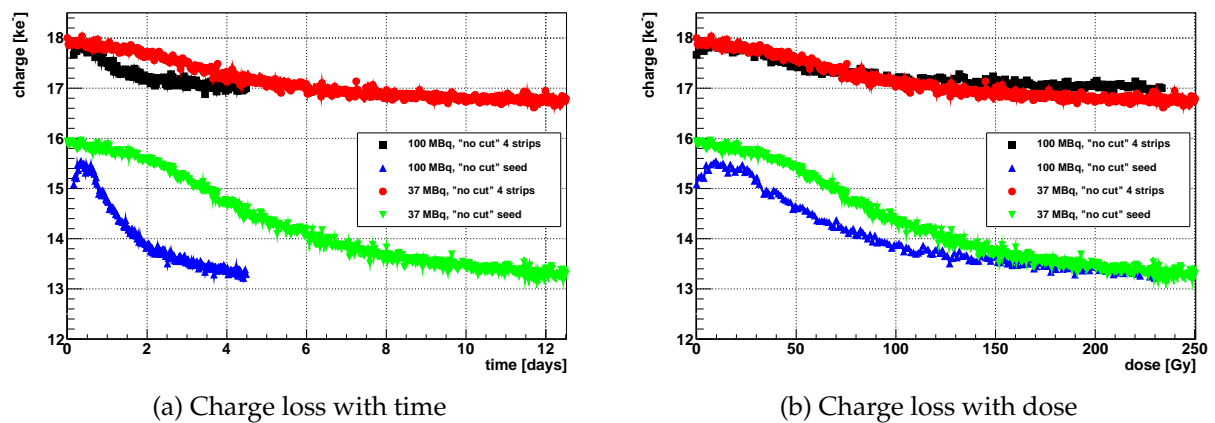 charge [ke-]
18
17
16
15
14
13
12
0 2 4 6 8 10 12
time [days]
100 MBq, "no cut" 4 strips
100 MBq, "no cut" seed
37 MBq, "no cut" 4 strips
37 MBq, "no cut" seed
(a) Charge loss with time
charge [ke-]
18
17
16
15
14
13
12
0 50 100 150 200 250
dose [Gy]
100 MBq, "no cut" 4 strips
100 MBq, "no cut" seed
37 MBq, "no cut" 4 strips
37 MBq, "no cut" seed
(b) Charge loss with dose